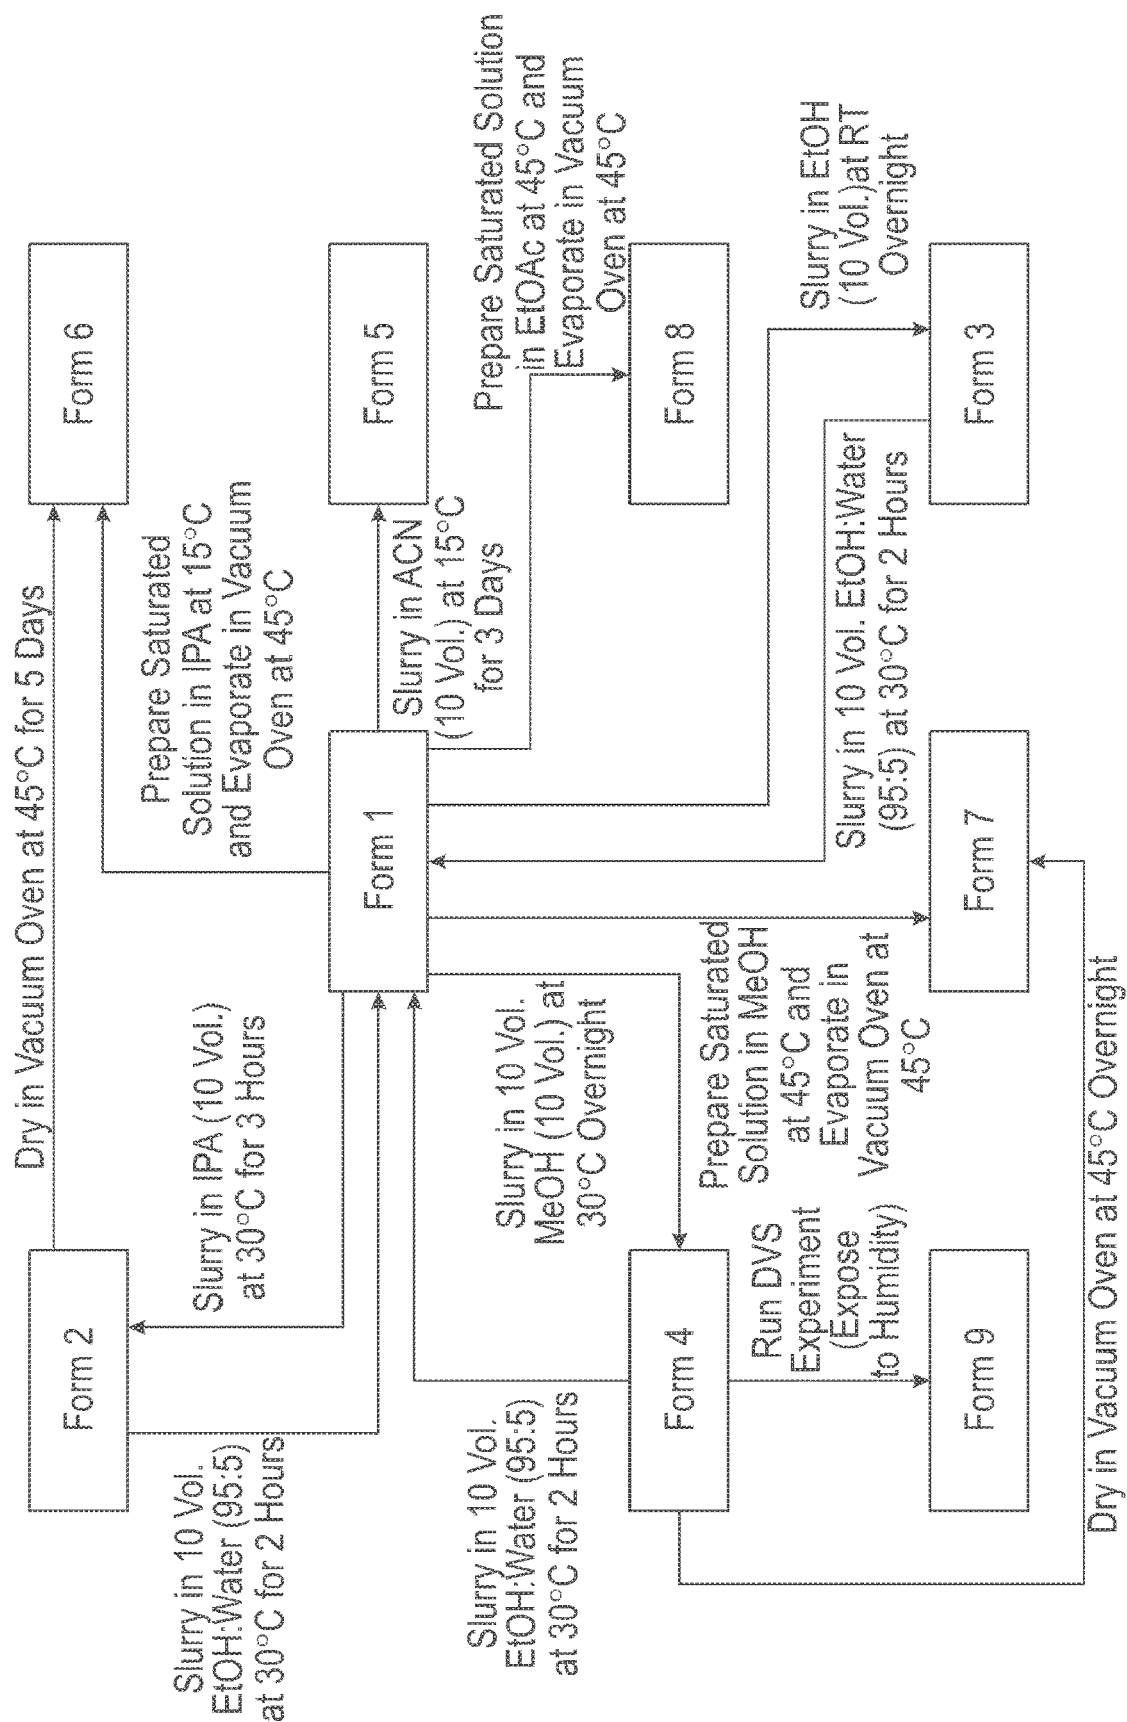 Dry in Vacuum Oven at 45°C for 5 Days
Form 2
Form 6
Slurry in 10 Vol.
EtOH:Water (95:5)
at 30°C for 2 Hours
Slurry in IPA (10 Vol.)
at 30°C for 3 Hours
Prepare Saturated
Solution in IPA at 15°C
and Evaporate in Vacuum
Oven at 45°C
Form 1
Form 5
Slurry in ACN
(10 Vol.) at 15°C
for 3 Days
Slurry in 10 Vol.
EtOH:Water (95:5)
at 30°C for 2 Hours
Slurry in 10 Vol.
MeOH (10 Vol.) at
30°C Overnight
Prepare Saturated Solution
in EtOAc at 45°C and
Evaporate in Vacuum
Oven at 45°C
Form 4
Form 8
Run DVS
Experiment
(Expose
to Humidity)
Prepare Saturated
Solution in MeOH
at 45°C and
Evaporate in
Vacuum Oven at
45°C
Slurry in 10 Vol. EtOH:Water
(95:5) at 30°C for 2 Hours
Slurry in EtOH
(10 Vol.)at RT
Overnight
Form 9
Form 7
Form 3
Dry in Vacuum Oven at 45°C Overnight